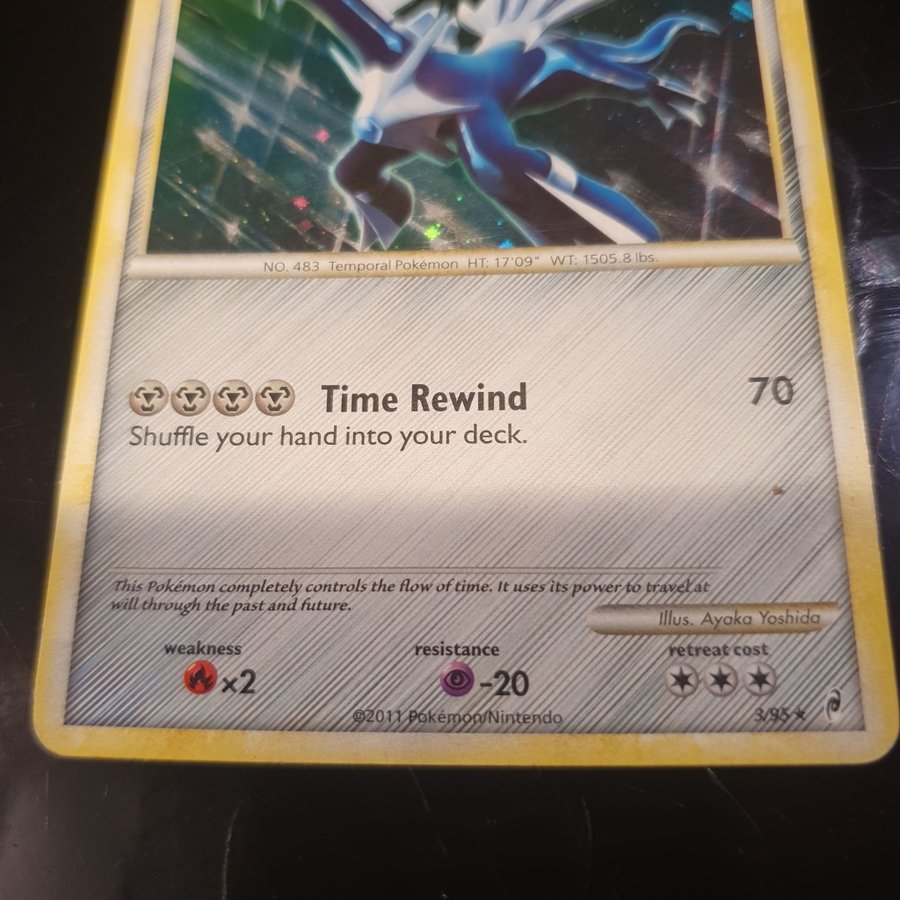 NO. 483 Temporal Pokémon HT: 17'09" WT: 1505.8 lbs.
Time Rewind 70
Shuffle your hand into your deck.
This Pokémon completely controls the flow of time. It uses its power to travel at
will through the past and future.
Illus. Ayaka Yoshida
weakness resistance retreat cost
x2 -20
©2011 Pokémon/Nintendo 3/95 ★